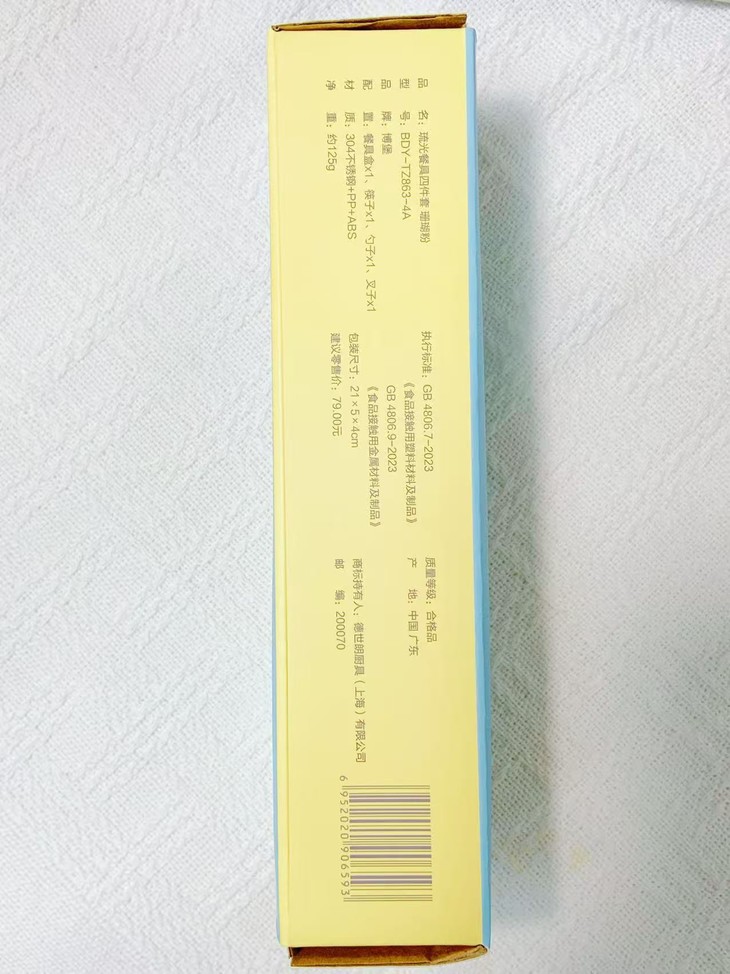 品 名：琉光餐具四件套 珊瑚粉
型 号：BDY-TZ863-4A
品 牌：博堡
配 置：餐具盒x1、筷子x1、勺子x1、叉子x1
材 质：304不锈钢+PP+ABS
净 重：约125g
执行标准：GB 4806.7-2023
《食品接触用塑料材料及制品》
GB 4806.9-2023
《食品接触用金属材料及制品》
包装尺寸：21×5×4cm
建议零售价：79.00元
质量等级：合格品
产 地：中国 广东
商标持有人：德世朗厨具（上海）有限公司
邮 编：200070
6952020906593